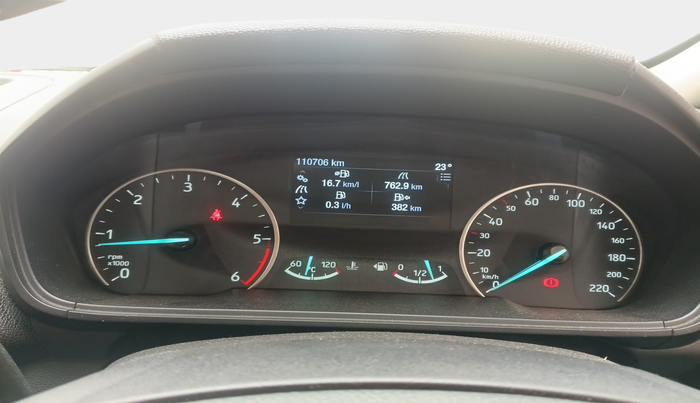 110706 km 23°
16.7 km/l 762.9 km
0.3 l/h 382 km
0 1 2 3 4 5 6
rpm
x1000
60 °C 120
0 1/2 1
0 10 20 30 40 50 60 80 100 120 140 160 180 200 220
km/h